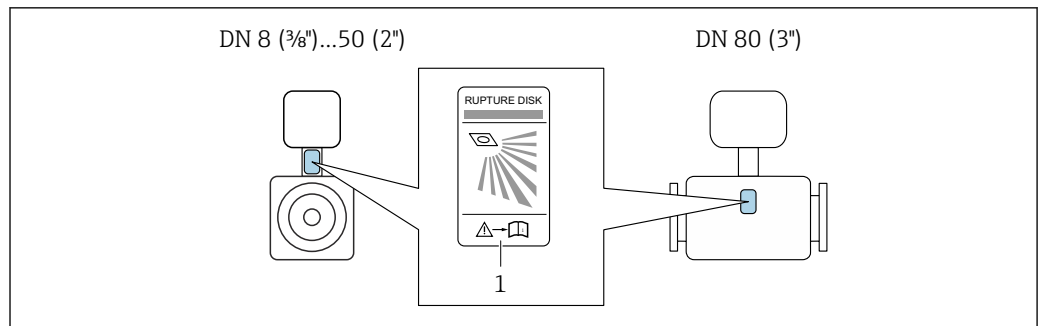 DN 8 (⅜")...50 (2")
DN 80 (3")
RUPTURE DISK
i
1